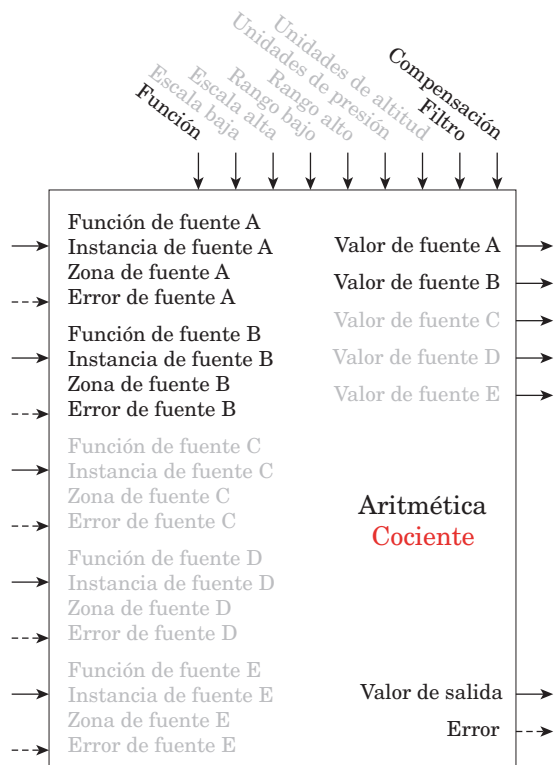 Función
Escala baja
Escala alta
Rango bajo
Rango alto
Unidades de presión
Unidades de altitud
Filtro
Compensación
Función de fuente A
Instancia de fuente A
Zona de fuente A
Error de fuente A
Función de fuente B
Instancia de fuente B
Zona de fuente B
Error de fuente B
Función de fuente C
Instancia de fuente C
Zona de fuente C
Error de fuente C
Función de fuente D
Instancia de fuente D
Zona de fuente D
Error de fuente D
Función de fuente E
Instancia de fuente E
Zona de fuente E
Error de fuente E
Valor de fuente A
Valor de fuente B
Valor de fuente C
Valor de fuente D
Valor de fuente E
Aritmética
Cociente
Valor de salida
Error